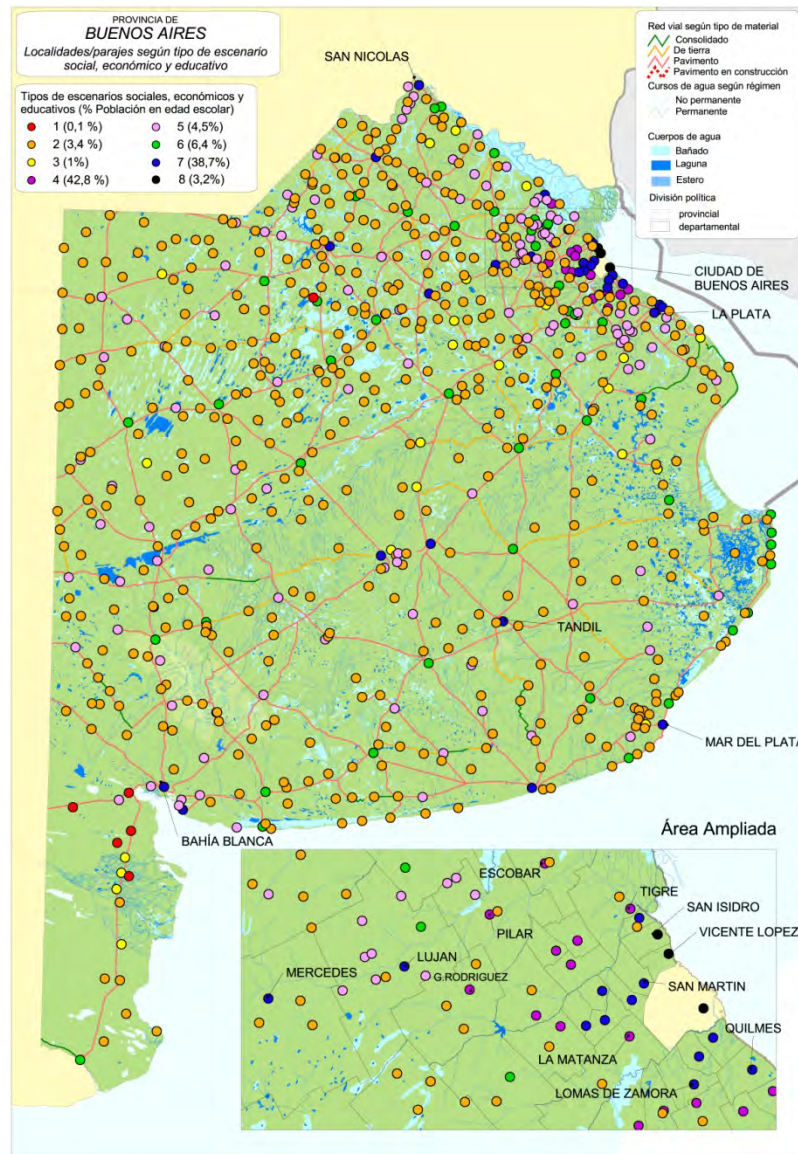 PROVINCIA DE
BUENOS AIRES
Localidades/parajes según tipo de escenario
social, económico y educativo
Tipos de escenarios sociales, económicos y
educativos (% Población en edad escolar)
1 (0,1 %)
2 (3,4 %)
3 (1%)
4 (42,8 %)
5 (4,5%)
6 (6,4 %)
7 (38,7%)
8 (3,2%)
Red vial según tipo de material
Consolidado
De tierra
Pavimento
Pavimento en construcción
Cursos de agua según régimen
No permanente
Permanente
Cuerpos de agua
Bañado
Laguna
Estero
División política
provincial
departamental
SAN NICOLAS
CIUDAD DE
BUENOS AIRES
LA PLATA
TANDIL
MAR DEL PLATA
BAHÍA BLANCA
Área Ampliada
ESCOBAR
TIGRE
SAN ISIDRO
VICENTE LOPEZ
PILAR
LUJAN
MERCEDES
G.RODRIGUEZ
SAN MARTIN
QUILMES
LA MATANZA
LOMAS DE ZAMORA